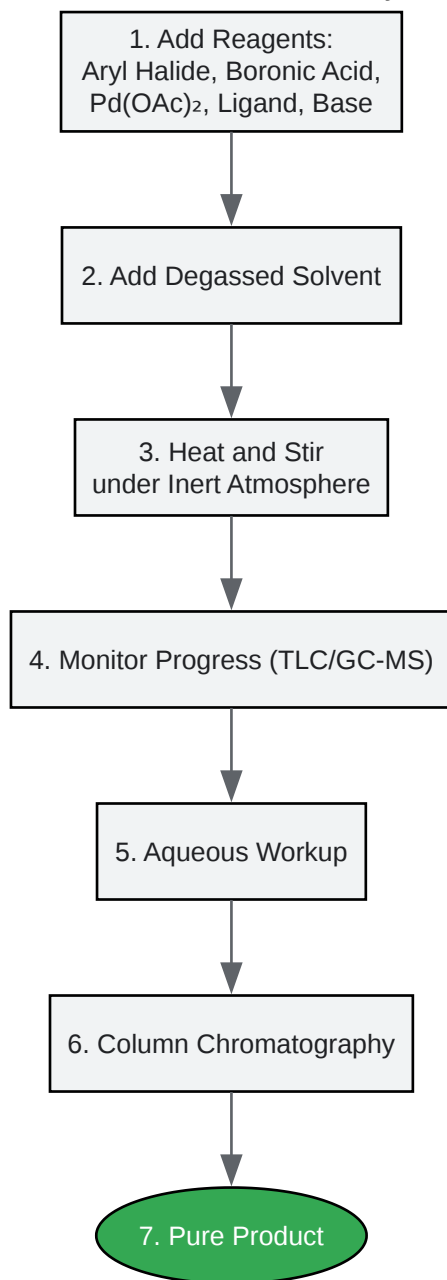 1. Add Reagents:
Aryl Halide, Boronic Acid,
Pd(OAc)₂, Ligand, Base
2. Add Degassed Solvent
3. Heat and Stir
under Inert Atmosphere
4. Monitor Progress (TLC/GC-MS)
5. Aqueous Workup
6. Column Chromatography
7. Pure Product